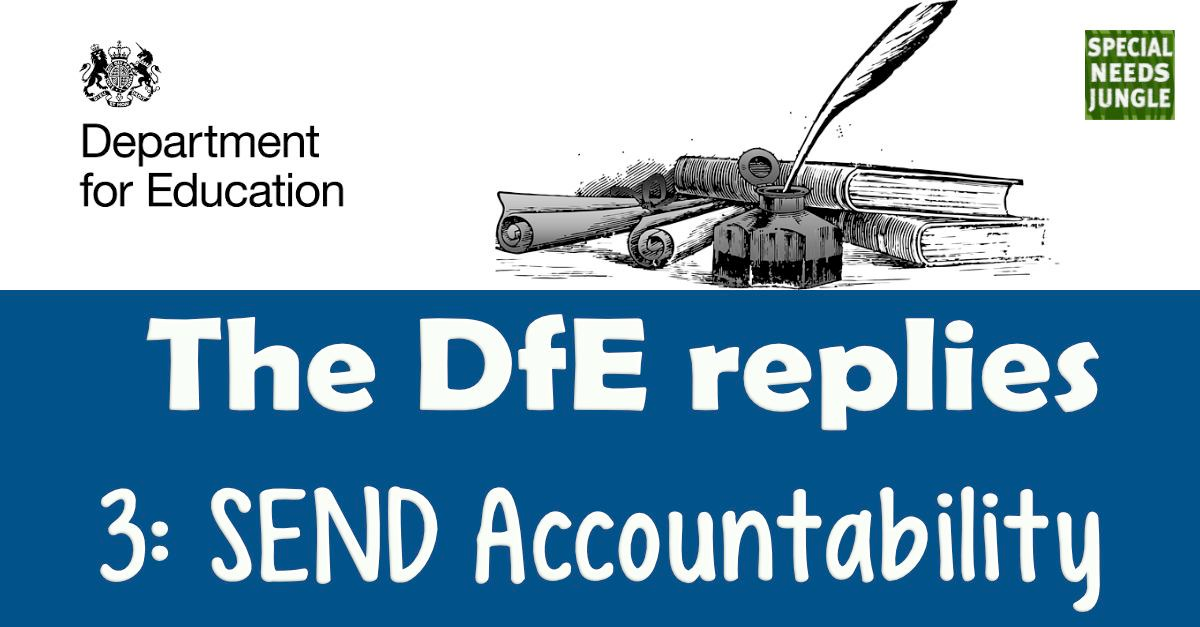 Department
for Education
SPECIAL
NEEDS
JUNGLE
The DfE replies
3: SEND Accountability